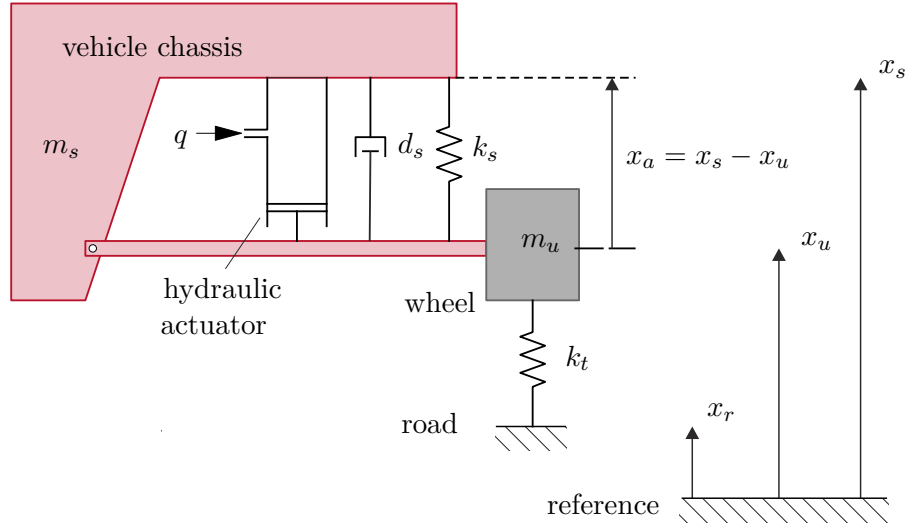 vehicle chassis
x_s
q
d_s
k_s
m_s
x_a = x_s − x_u
m_u
x_u
hydraulic
actuator
wheel
k_t
x_r
road
reference